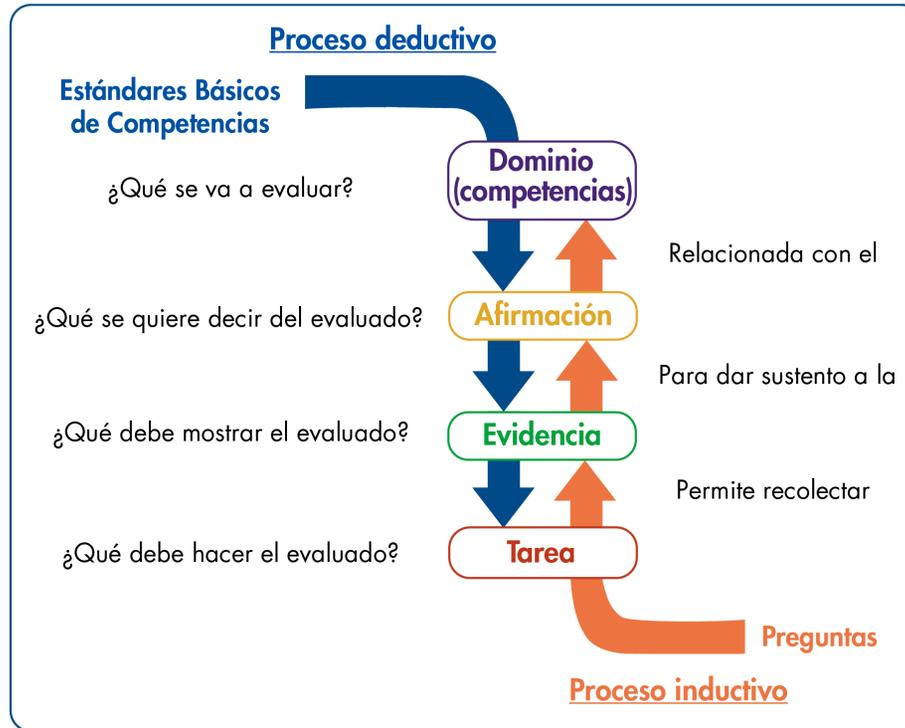 Proceso deductivo
Estándares Básicos
de Competencias
Dominio
(competencias)
¿Qué se va a evaluar?
Relacionada con el
¿Qué se quiere decir del evaluado?
Afirmación
Para dar sustento a la
¿Qué debe mostrar el evaluado?
Evidencia
Permite recolectar
¿Qué debe hacer el evaluado?
Tarea
Preguntas
Proceso inductivo